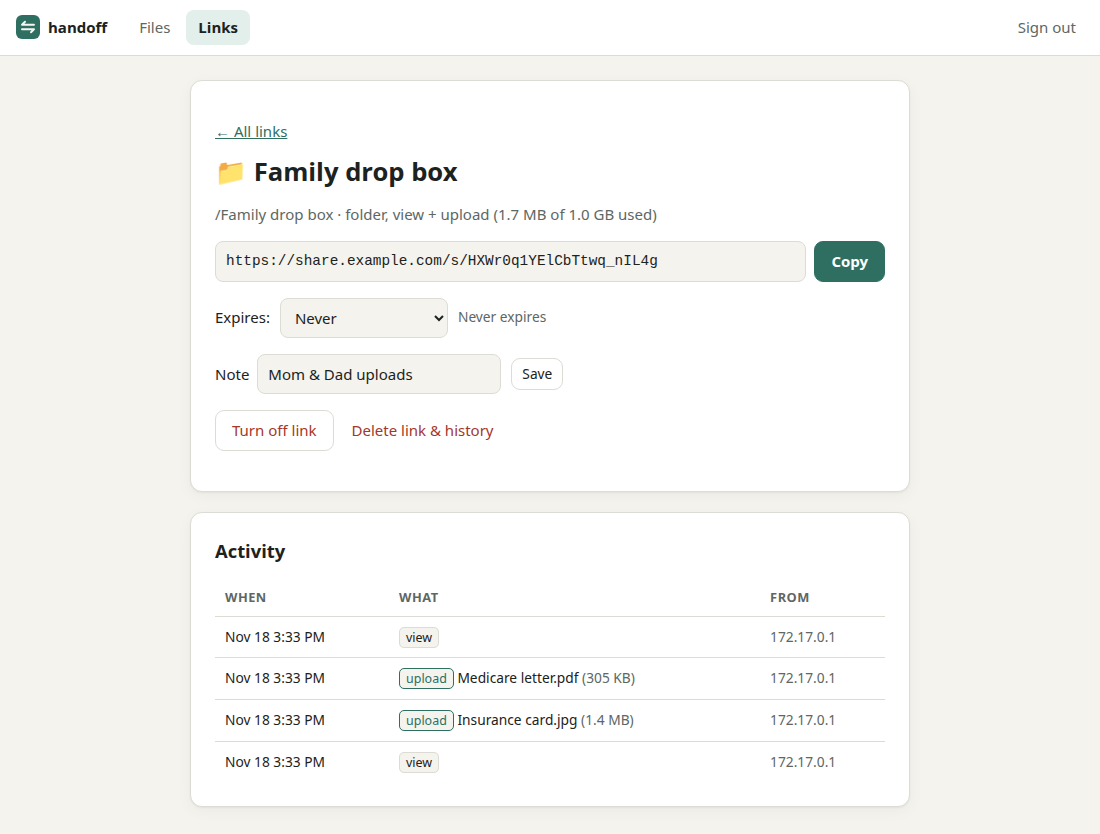 handoff Files Links Sign out
← All links
📁 Family drop box
/Family drop box · folder, view + upload (1.7 MB of 1.0 GB used)
https://share.example.com/s/HXWr0q1YElCbTtwq_nIL4g Copy
Expires: Never Never expires
Note Mom & Dad uploads Save
Turn off link Delete link & history
Activity
WHEN WHAT FROM
Nov 18 3:33 PM view 172.17.0.1
Nov 18 3:33 PM upload Medicare letter.pdf (305 KB) 172.17.0.1
Nov 18 3:33 PM upload Insurance card.jpg (1.4 MB) 172.17.0.1
Nov 18 3:33 PM view 172.17.0.1